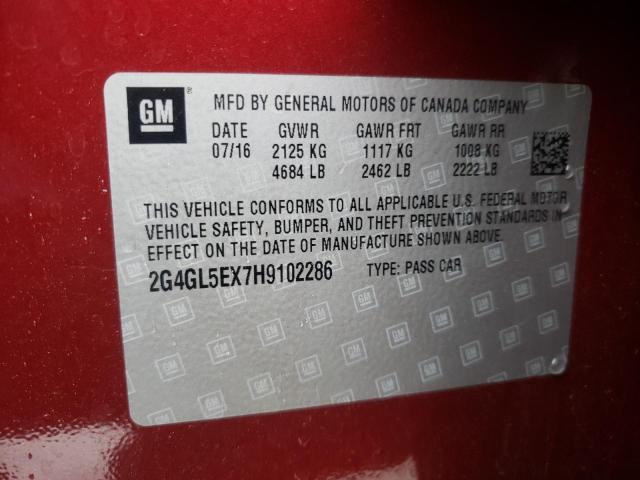 GM
MFD BY GENERAL MOTORS OF CANADA COMPANY
DATE GVWR GAWR FRT GAWR RR
07/16 2125 KG 1117 KG 1008 KG
4684 LB 2462 LB 2222 LB
THIS VEHICLE CONFORMS TO ALL APPLICABLE U.S. FEDERAL MOTOR
VEHICLE SAFETY, BUMPER, AND THEFT PREVENTION STANDARDS IN
EFFECT ON THE DATE OF MANUFACTURE SHOWN ABOVE.
2G4GL5EX7H9102286 TYPE: PASS CAR